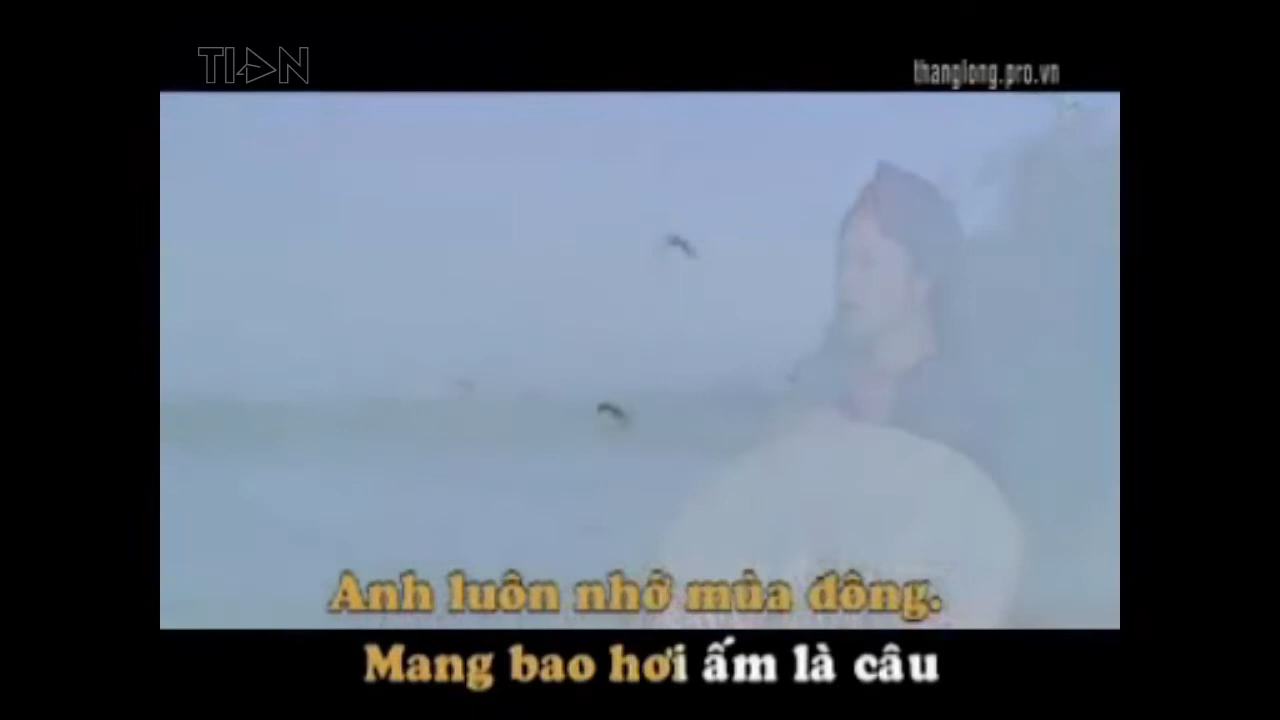 TIAN
thanglong.pro.vn
Anh luôn nhớ mùa đông.
Mang bao hơi ấm là câu